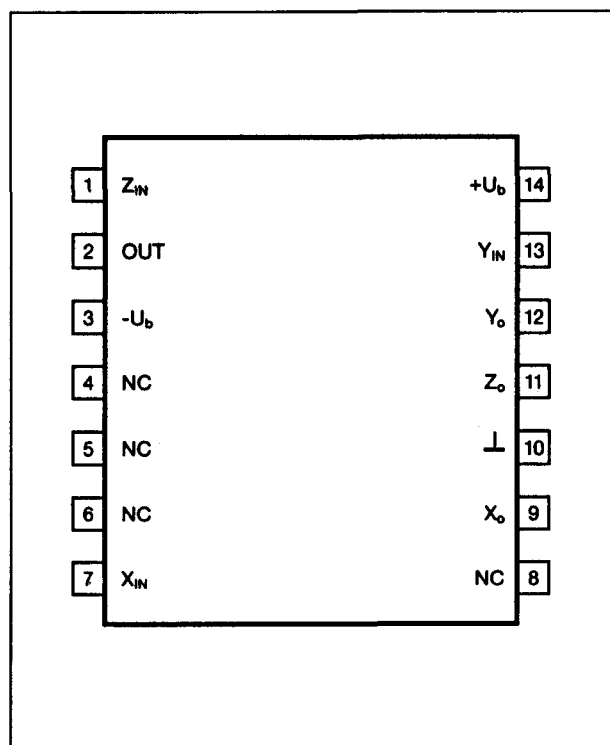 1 Z_IN +U_b 14
2 OUT Y_IN 13
3 -U_b Y_o 12
4 NC Z_o 11
5 NC ⊥ 10
6 NC X_o 9
7 X_IN NC 8